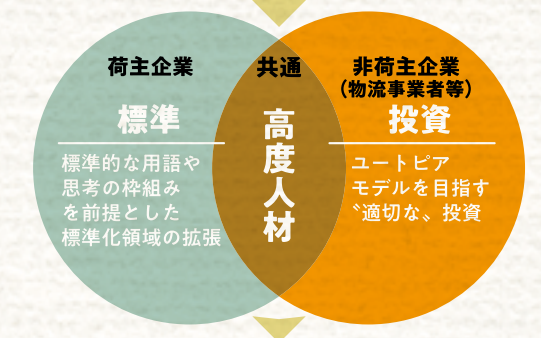 荷主企業
標準
標準的な用語や
思考の枠組み
を前提とした
標準化領域の拡張
共通
高度人材
非荷主企業
（物流事業者等）
投資
ユートピア
モデルを目指す
〝適切な〟投資